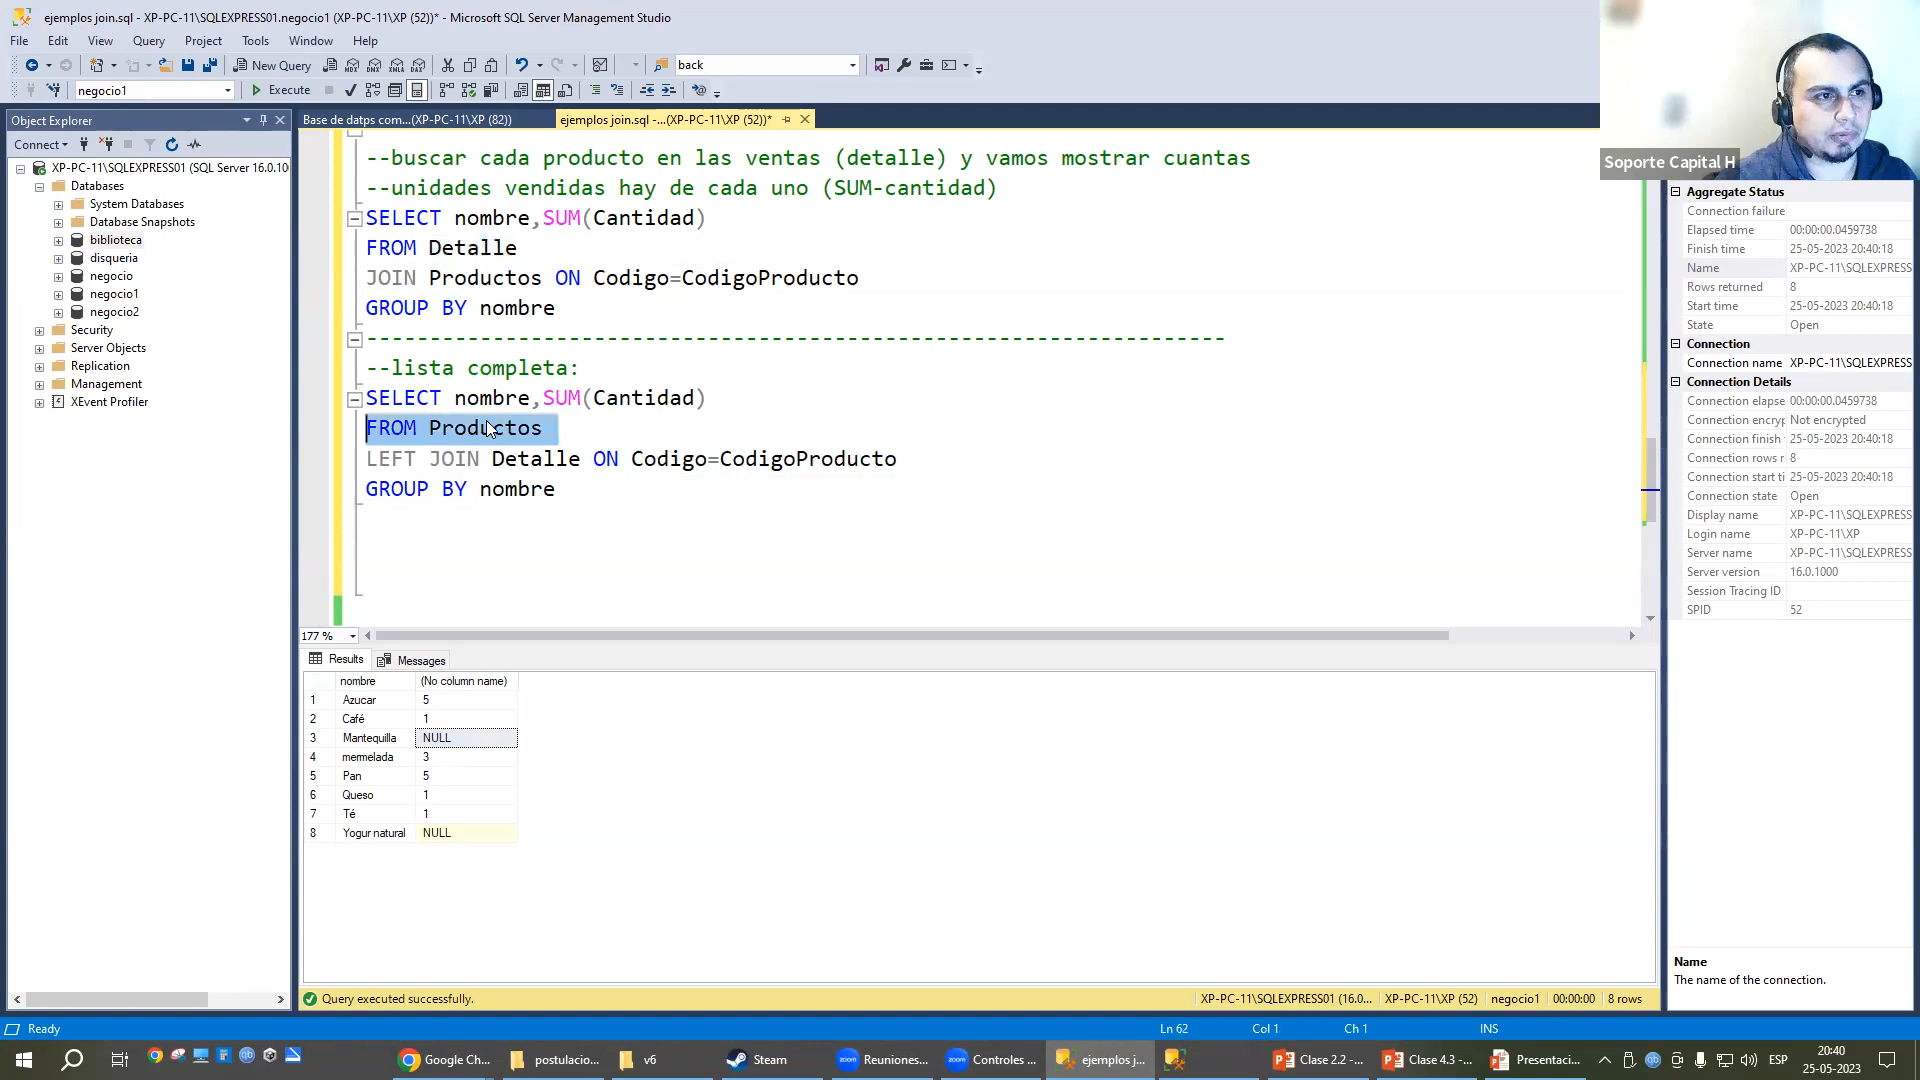 ejemplos join.sql - XP-PC-11\SQLEXPRESS01.negocio1 (XP-PC-11\XP (52))* - Microsoft SQL Server Management Studio
File Edit View Query Project Tools Window Help
New Query
back
negocio1
Execute
Object Explorer
Connect
XP-PC-11\SQLEXPRESS01 (SQL Server 16.0.10
Databases
System Databases
Database Snapshots
biblioteca
disqueria
negocio
negocio1
negocio2
Security
Server Objects
Replication
Management
XEvent Profiler
Base de datps com...(XP-PC-11\XP (82))
ejemplos join.sql -...(XP-PC-11\XP (52))*
--buscar cada producto en las ventas (detalle) y vamos mostrar cuantas
--unidades vendidas hay de cada uno (SUM-cantidad)
SELECT nombre,SUM(Cantidad)
FROM Detalle
JOIN Productos ON Codigo=CodigoProducto
GROUP BY nombre
--------------------------------------------------------------------
--lista completa:
SELECT nombre,SUM(Cantidad)
FROM Productos
LEFT JOIN Detalle ON Codigo=CodigoProducto
GROUP BY nombre
177 %
Results Messages
nombre (No column name)
1 Azucar 5
2 Café 1
3 Mantequilla NULL
4 mermelada 3
5 Pan 5
6 Queso 1
7 Té 1
8 Yogur natural NULL
Query executed successfully.
XP-PC-11\SQLEXPRESS01 (16.0... XP-PC-11\XP (52) negocio1 00:00:00 8 rows
Soporte Capital H
Aggregate Status
Connection failure
Elapsed time 00:00:00.0459738
Finish time 25-05-2023 20:40:18
Name XP-PC-11\SQLEXPRESS
Rows returned 8
Start time 25-05-2023 20:40:18
State Open
Connection
Connection name XP-PC-11\SQLEXPRESS
Connection Details
Connection elapse 00:00:00.0459738
Connection encryp Not encrypted
Connection finish 25-05-2023 20:40:18
Connection rows r 8
Connection start ti 25-05-2023 20:40:18
Connection state Open
Display name XP-PC-11\SQLEXPRESS
Login name XP-PC-11\XP
Server name XP-PC-11\SQLEXPRESS
Server version 16.0.1000
Session Tracing ID
SPID 52
Name
The name of the connection.
Ready
Ln 62 Col 1 Ch 1 INS
Google Ch...
postulacio...
v6
Steam
Reuniones...
Controles ...
ejemplos j...
Clase 2.2 -...
Clase 4.3 -...
Presentaci...
ESP
20:40
25-05-2023